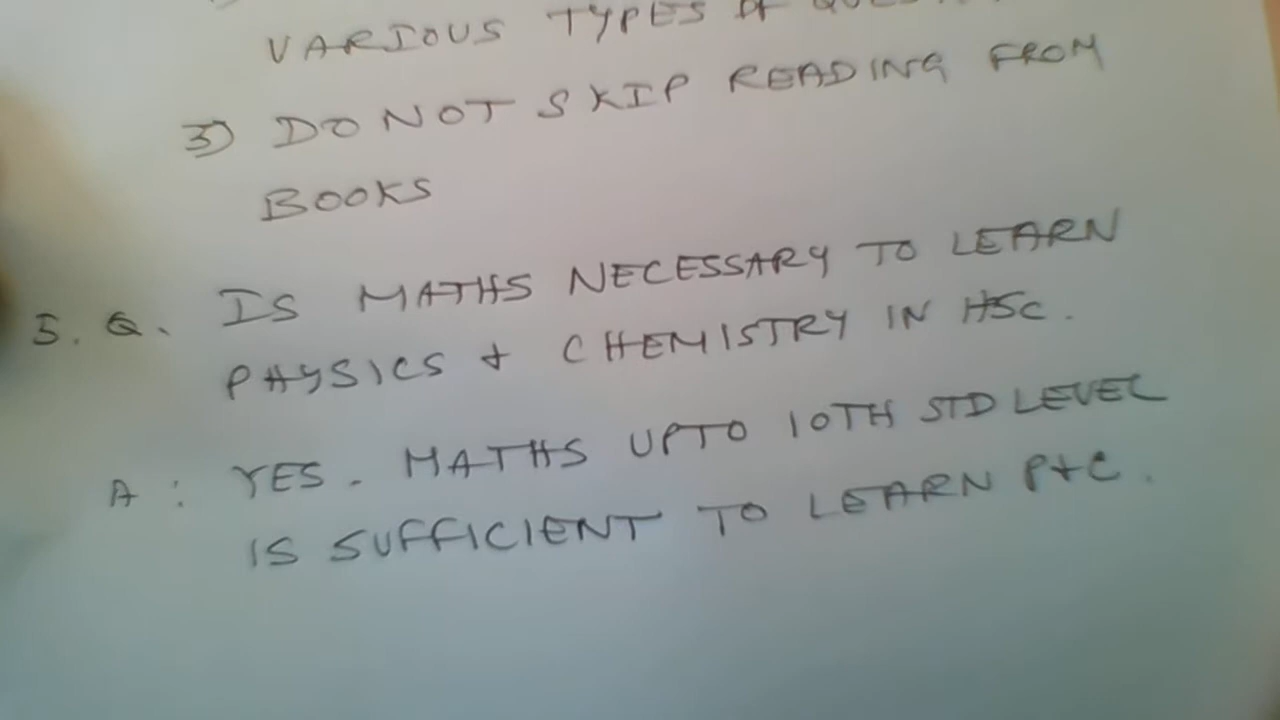 VARIOUS TYPES OF
3) DO NOT SKIP READING FROM
BOOKS
5. Q. IS MATHS NECESSARY TO LEARN
PHYSICS & CHEMISTRY IN HSC.
A : YES. MATHS UPTO 10TH STD LEVEL
IS SUFFICIENT TO LEARN P&C.